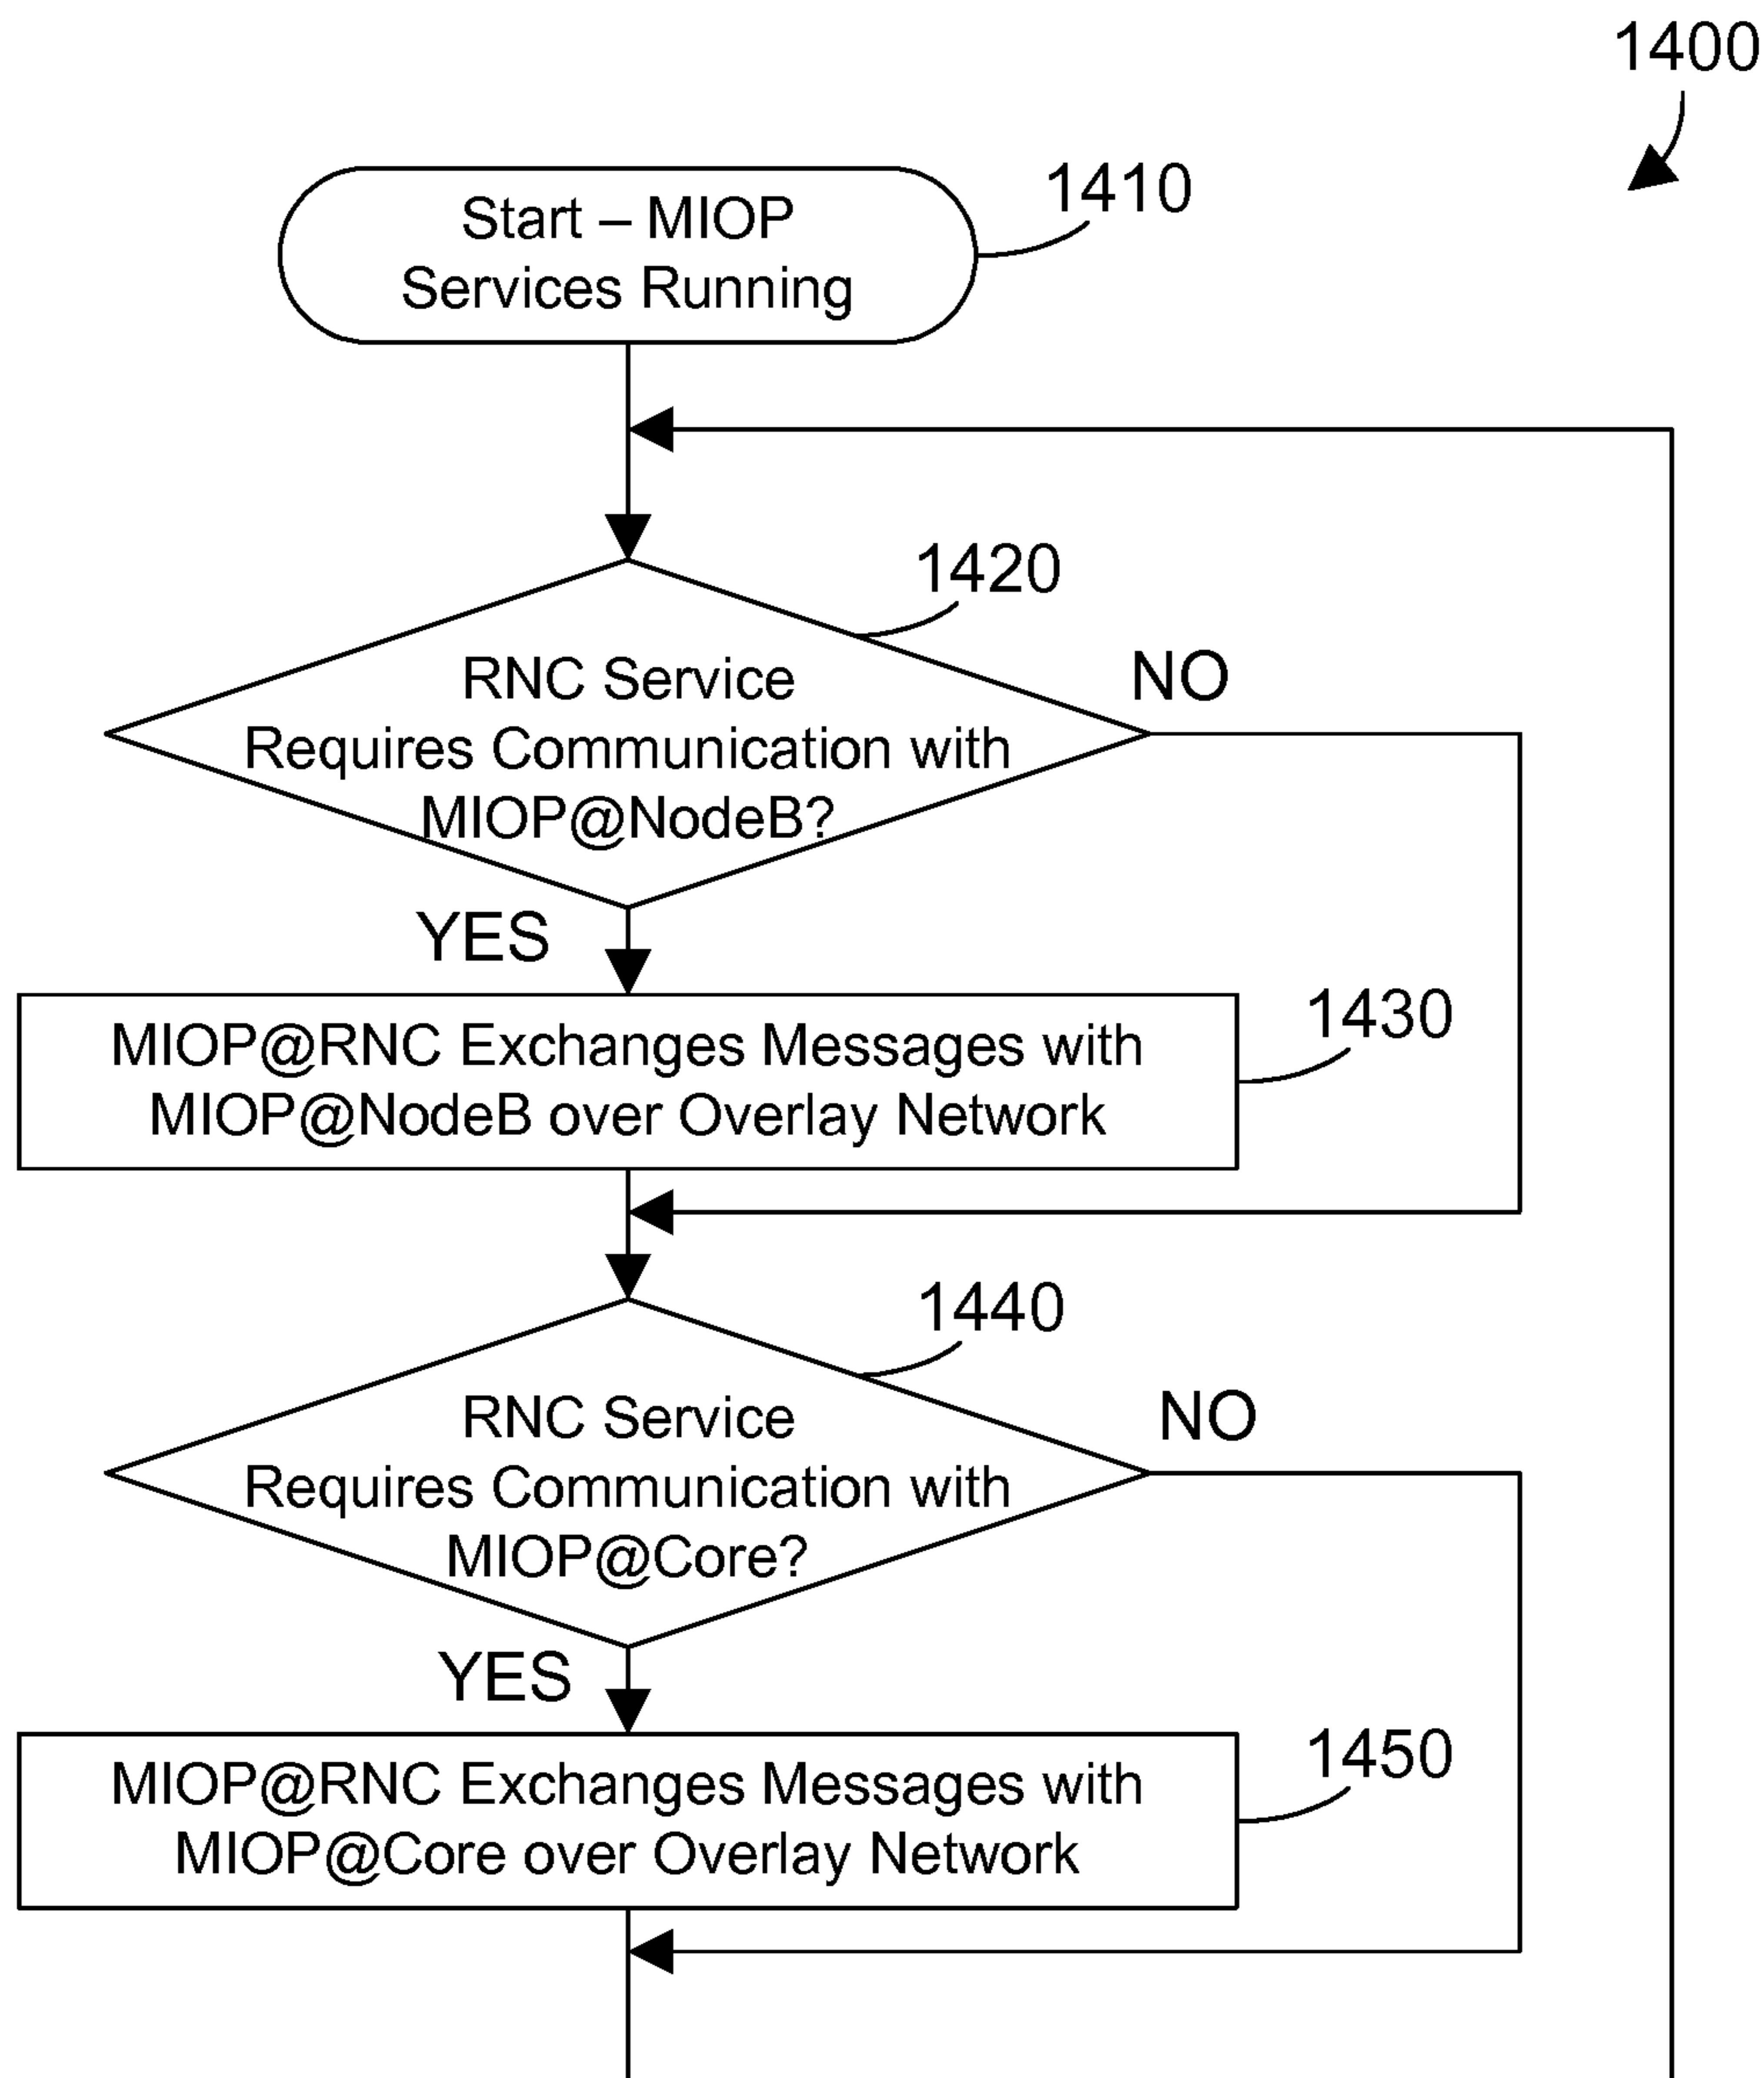 1400
Start – MIOP
Services Running
1410
1420
RNC Service
Requires Communication with
MIOP@NodeB?
NO
YES
1430
MIOP@RNC Exchanges Messages with
MIOP@NodeB over Overlay Network
1440
RNC Service
Requires Communication with
MIOP@Core?
NO
YES
1450
MIOP@RNC Exchanges Messages with
MIOP@Core over Overlay Network